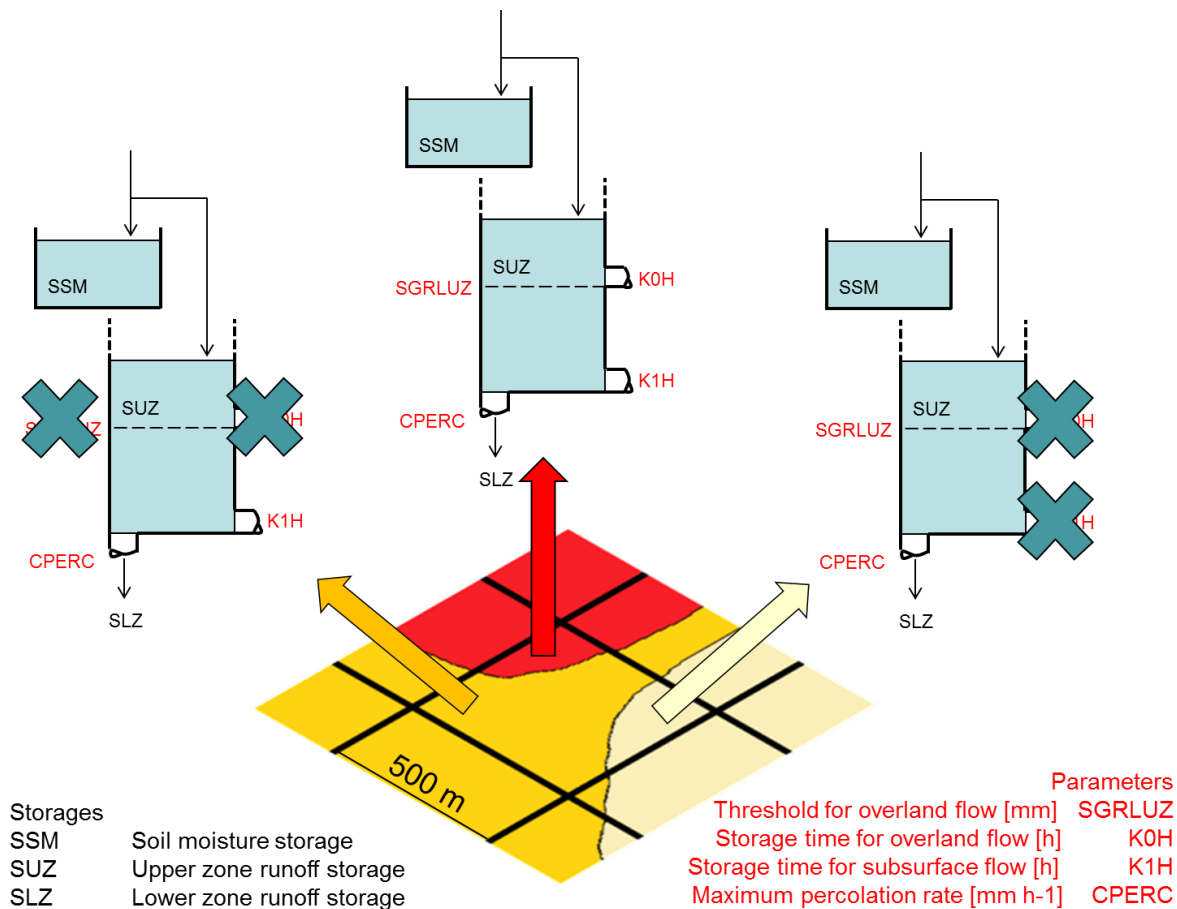 SSM
SUZ
SGRLUZ
K0H
K1H
CPERC
SLZ
SSM
SUZ
K1H
CPERC
SLZ
SSM
SUZ
SGRLUZ
CPERC
SLZ
500 m
Storages
SSM Soil moisture storage
SUZ Upper zone runoff storage
SLZ Lower zone runoff storage
Parameters
Threshold for overland flow [mm] SGRLUZ
Storage time for overland flow [h] K0H
Storage time for subsurface flow [h] K1H
Maximum percolation rate [mm h-1] CPERC